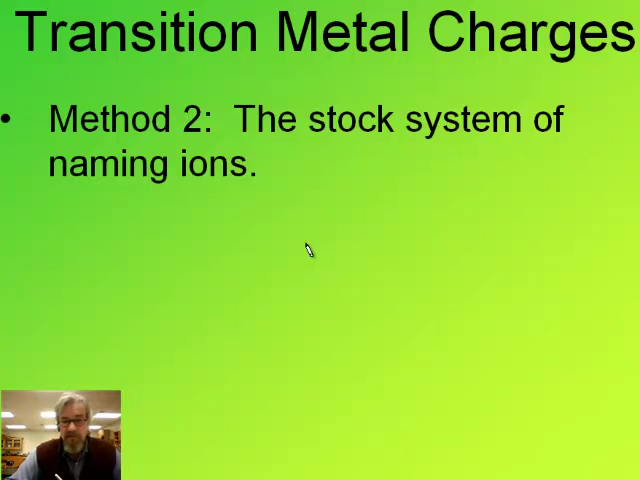 Transition Metal Charges
• Method 2: The stock system of
naming ions.